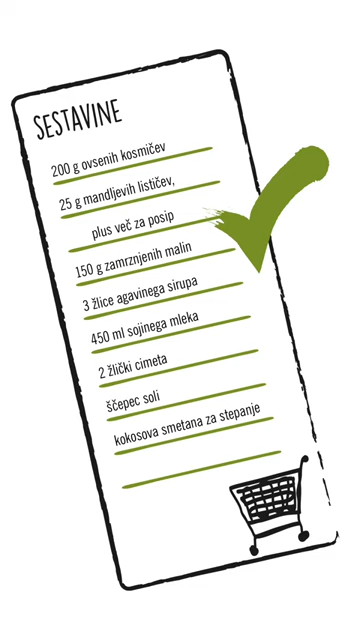 SESTAVINE
200 g ovsenih kosmičev
25 g mandljevih lističev,
plus več za posip
150 g zamrznjenih malin
3 žlice agavinega sirupa
450 ml sojinega mleka
2 žlički cimeta
ščepec soli
kokosova smetana za stepanje